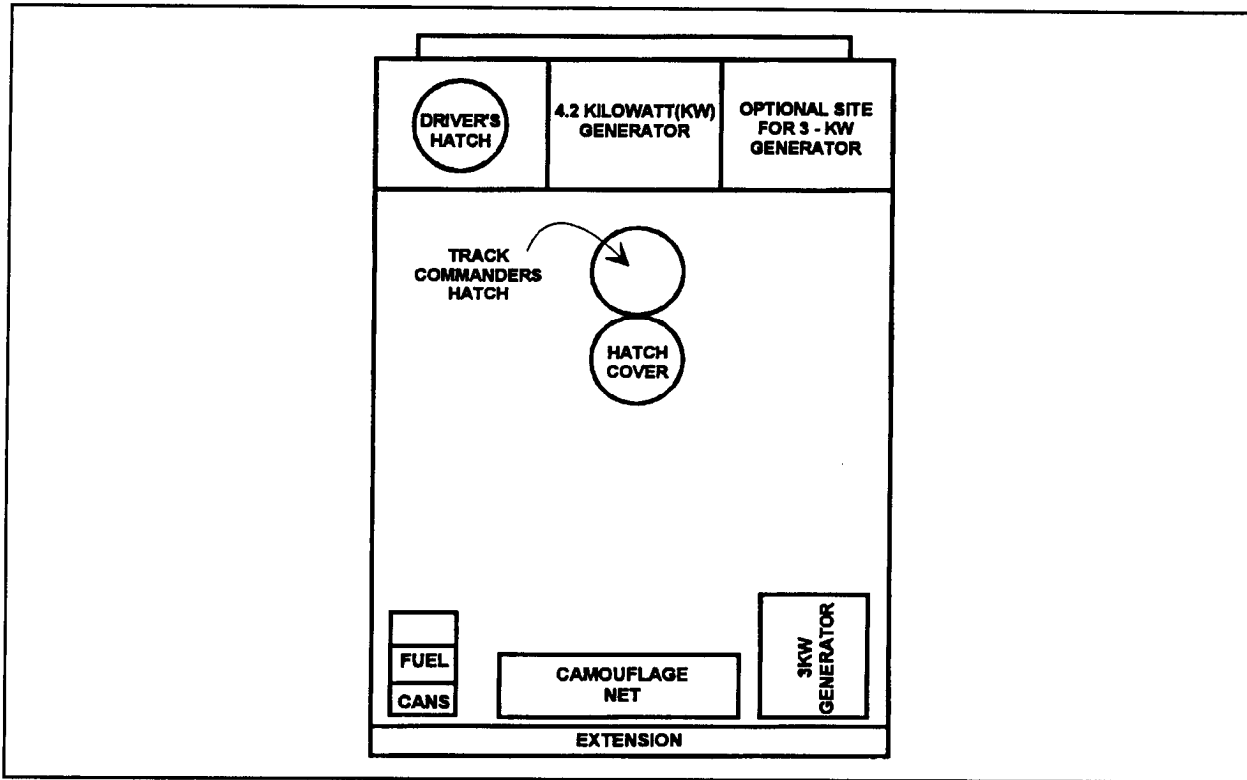 DRIVER'S
HATCH
4.2 KILOWATT(KW)
GENERATOR
OPTIONAL SITE
FOR 3 - KW
GENERATOR
TRACK
COMMANDERS
HATCH
HATCH
COVER
FUEL
CANS
CAMOUFLAGE
NET
3KW
GENERATOR
EXTENSION